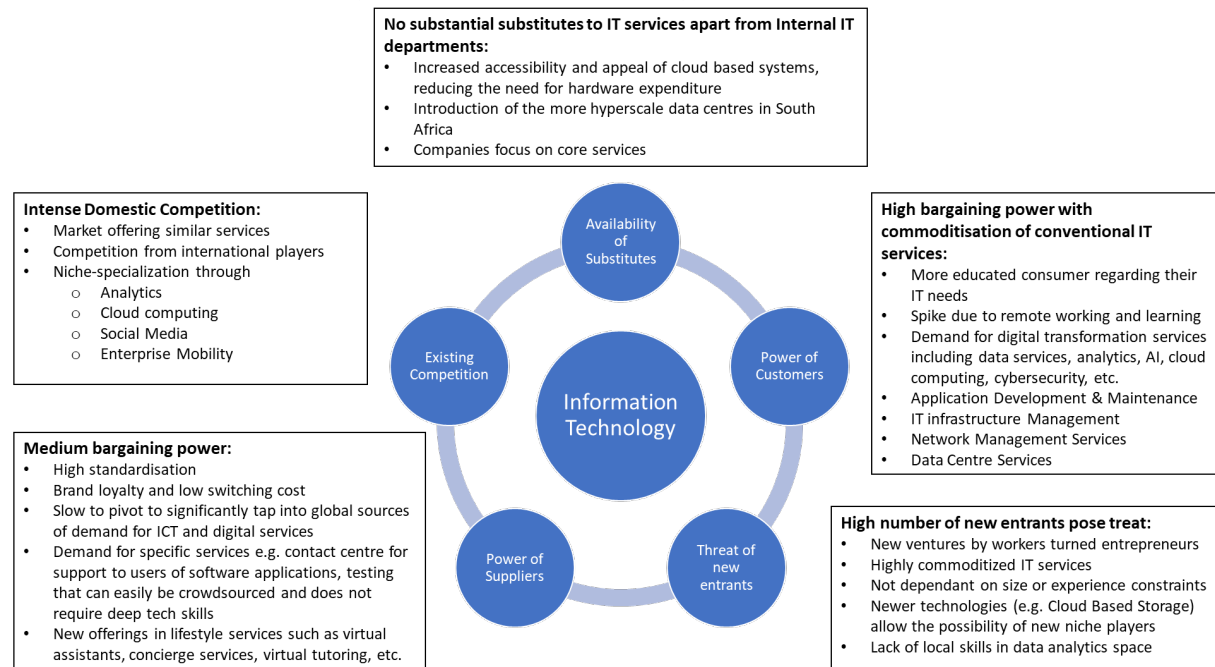 No substantial substitutes to IT services apart from Internal IT
departments:
• Increased accessibility and appeal of cloud based systems,
reducing the need for hardware expenditure
• Introduction of the more hyperscale data centres in South
Africa
• Companies focus on core services
Intense Domestic Competition:
• Market offering similar services
• Competition from international players
• Niche-specialization through
o Analytics
o Cloud computing
o Social Media
o Enterprise Mobility
High bargaining power with
commoditisation of conventional IT
services:
• More educated consumer regarding their
IT needs
• Spike due to remote working and learning
• Demand for digital transformation services
including data services, analytics, AI, cloud
computing, cybersecurity, etc.
• Application Development & Maintenance
• IT infrastructure Management
• Network Management Services
• Data Centre Services
Availability
of
Substitutes
Existing
Competition
Power of
Customers
Information
Technology
Power of
Suppliers
Threat of
new
entrants
Medium bargaining power:
• High standardisation
• Brand loyalty and low switching cost
• Slow to pivot to significantly tap into global sources
of demand for ICT and digital services
• Demand for specific services e.g. contact centre for
support to users of software applications, testing
that can easily be crowdsourced and does not
require deep tech skills
• New offerings in lifestyle services such as virtual
assistants, concierge services, virtual tutoring, etc.
High number of new entrants pose treat:
• New ventures by workers turned entrepreneurs
• Highly commoditized IT services
• Not dependant on size or experience constraints
• Newer technologies (e.g. Cloud Based Storage)
allow the possibility of new niche players
• Lack of local skills in data analytics space